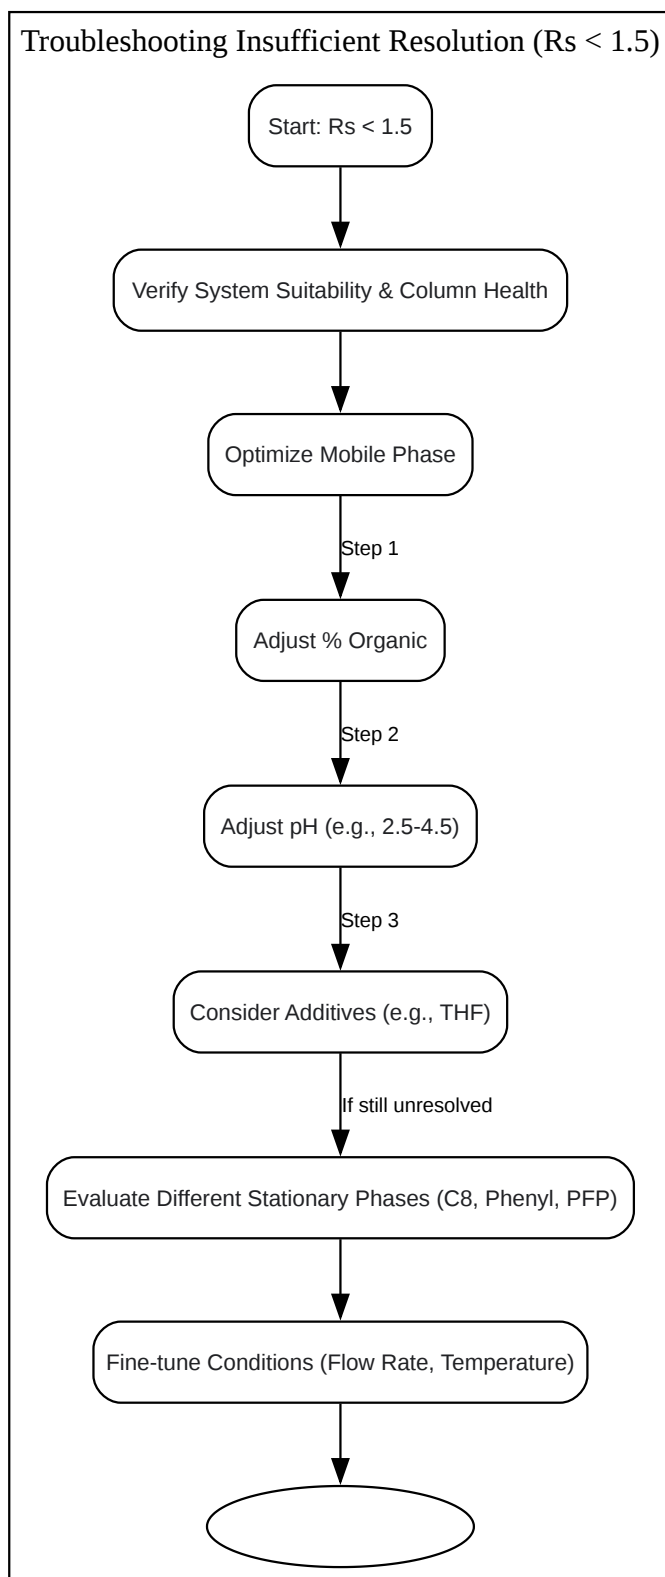 Troubleshooting Insufficient Resolution (Rs < 1.5)
Start: Rs < 1.5
Verify System Suitability & Column Health
Optimize Mobile Phase
Step 1
Adjust % Organic
Step 2
Adjust pH (e.g., 2.5-4.5)
Step 3
Consider Additives (e.g., THF)
If still unresolved
Evaluate Different Stationary Phases (C8, Phenyl, PFP)
Fine-tune Conditions (Flow Rate, Temperature)